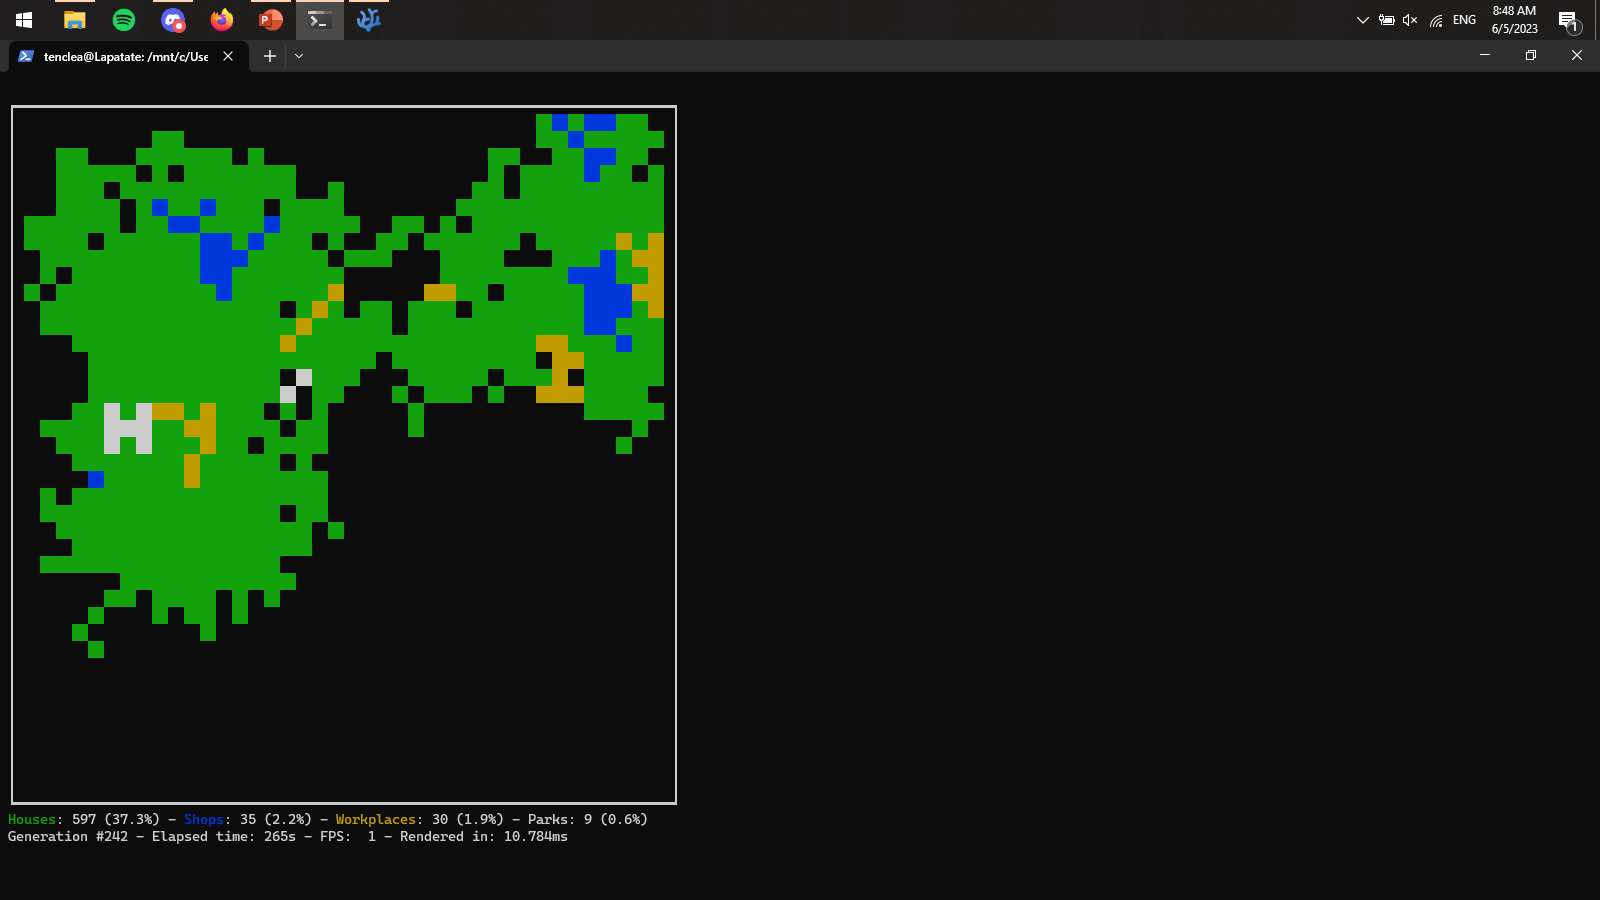 8:48 AM
ENG
6/5/2023
1
tenclea@Lapatate: /mnt/c/Use
Houses: 597 (37.3%) - Shops: 35 (2.2%) - Workplaces: 30 (1.9%) - Parks: 9 (0.6%)
Generation #242 - Elapsed time: 265s - FPS:  1 - Rendered in: 10.784ms